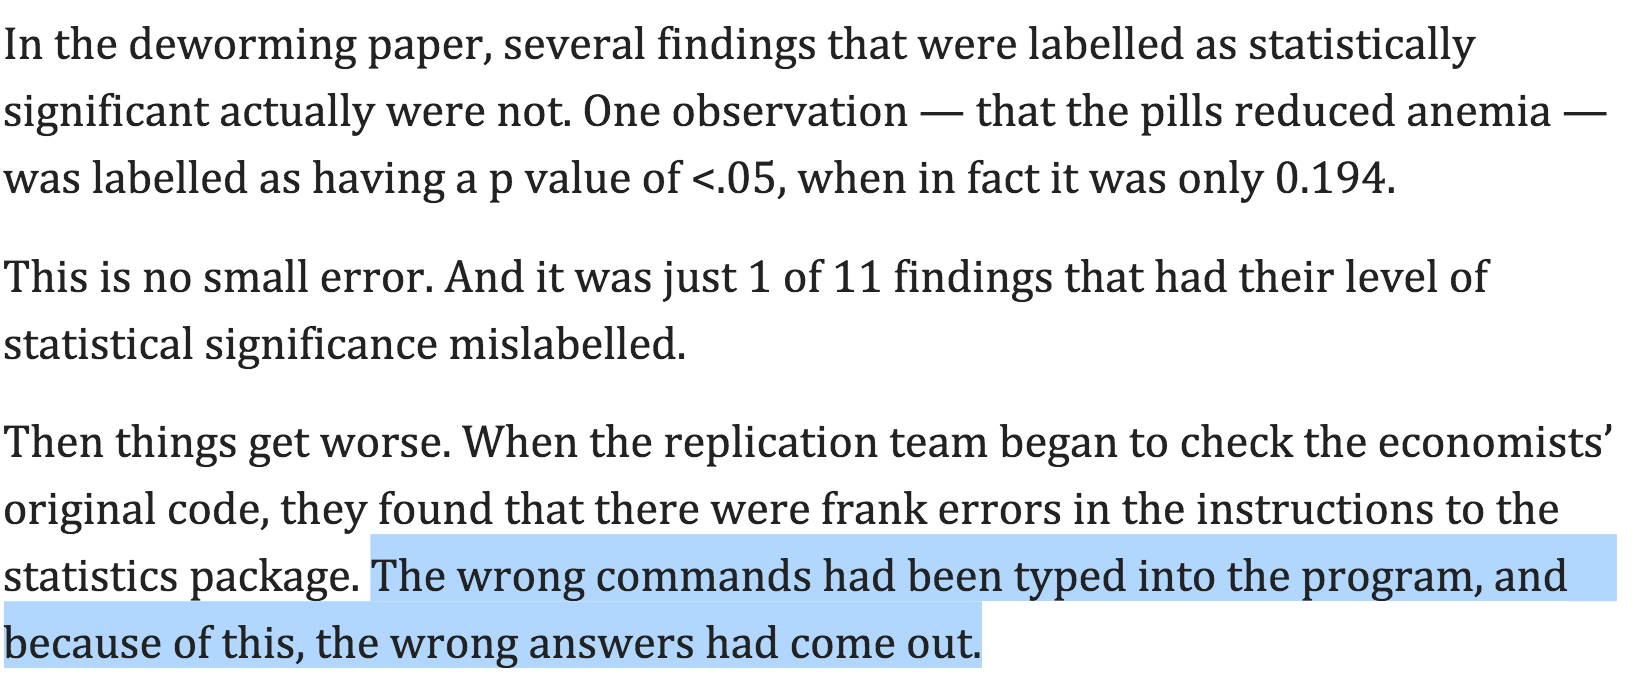 In the deworming paper, several findings that were labelled as statistically
significant actually were not. One observation — that the pills reduced anemia —
was labelled as having a p value of <.05, when in fact it was only 0.194.
This is no small error. And it was just 1 of 11 findings that had their level of
statistical significance mislabelled.
Then things get worse. When the replication team began to check the economists’
original code, they found that there were frank errors in the instructions to the
statistics package. The wrong commands had been typed into the program, and
because of this, the wrong answers had come out.